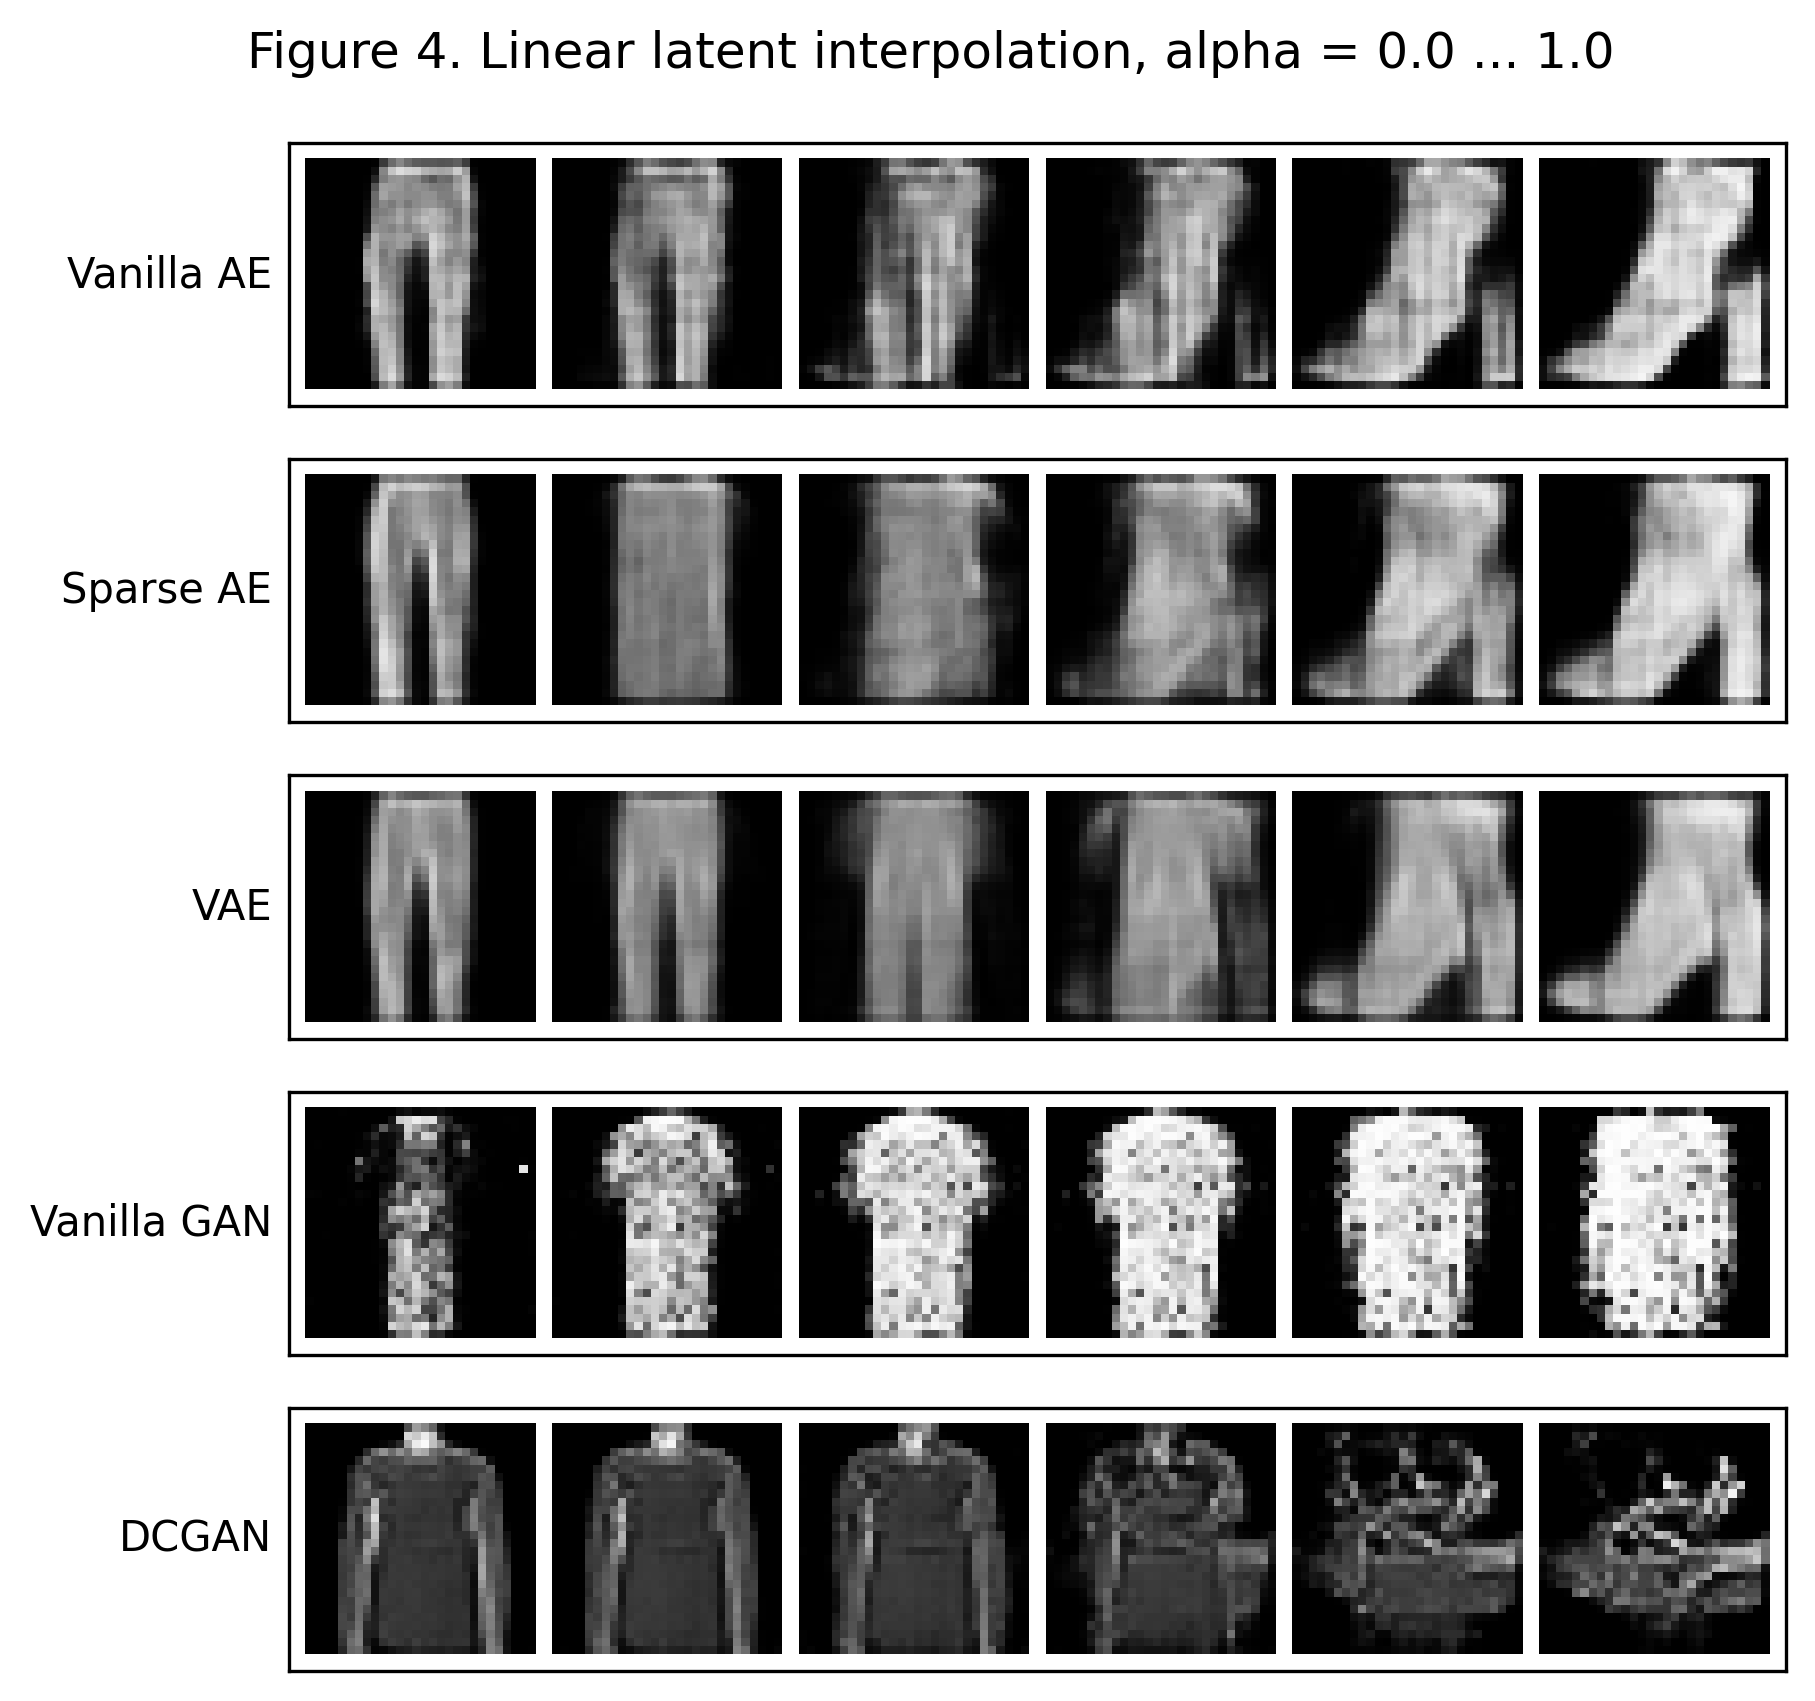 Figure 4. Linear latent interpolation, alpha = 0.0 ... 1.0
Vanilla AE
Sparse AE
VAE
Vanilla GAN
DCGAN